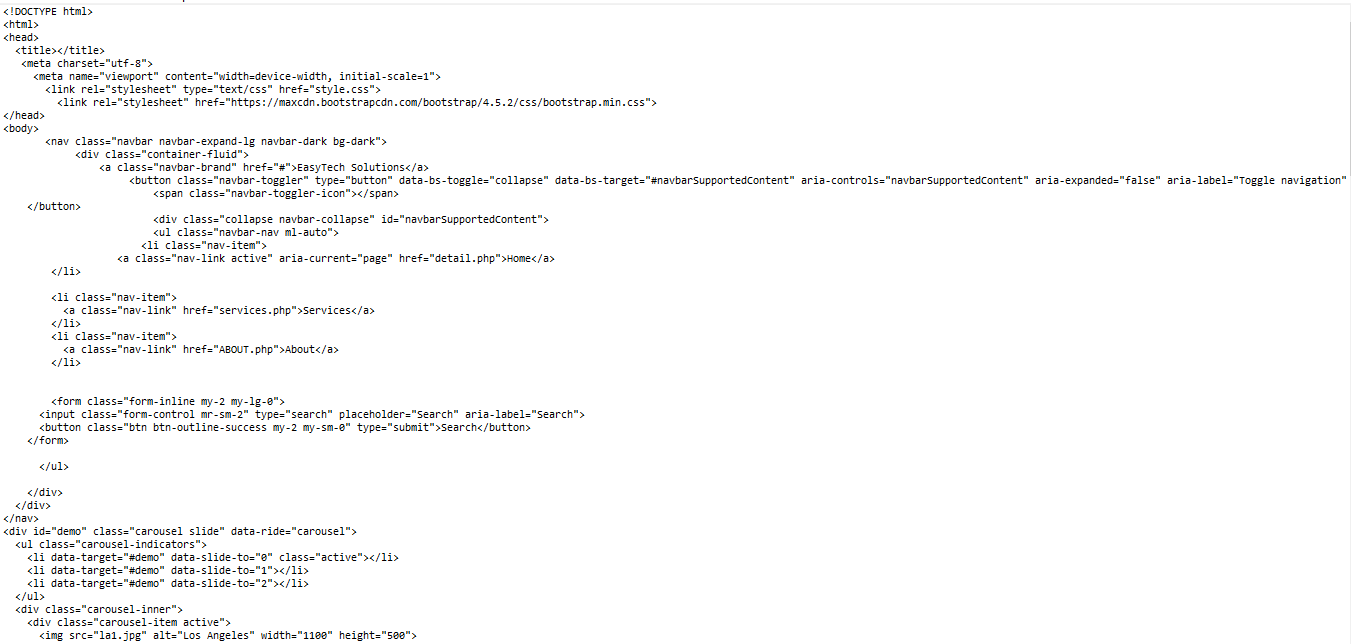 <!DOCTYPE html>
<html>
<head>
<title></title>
<meta charset="utf-8">
<meta name="viewport" content="width=device-width, initial-scale=1">
<link rel="stylesheet" type="text/css" href="style.css">
<link rel="stylesheet" href="https://maxcdn.bootstrapcdn.com/bootstrap/4.5.2/css/bootstrap.min.css">
</head>
<body>
<nav class="navbar navbar-expand-lg navbar-dark bg-dark">
<div class="container-fluid">
<a class="navbar-brand" href="#">EasyTech Solutions</a>
<button class="navbar-toggler" type="button" data-bs-toggle="collapse" data-bs-target="#navbarSupportedContent" aria-controls="navbarSupportedContent" aria-expanded="false" aria-label="Toggle navigation"
<span class="navbar-toggler-icon"></span>
</button>
<div class="collapse navbar-collapse" id="navbarSupportedContent">
<ul class="navbar-nav ml-auto">
<li class="nav-item">
<a class="nav-link active" aria-current="page" href="detail.php">Home</a>
</li>
<li class="nav-item">
<a class="nav-link" href="services.php">Services</a>
</li>
<li class="nav-item">
<a class="nav-link" href="ABOUT.php">About</a>
</li>
<form class="form-inline my-2 my-lg-0">
<input class="form-control mr-sm-2" type="search" placeholder="Search" aria-label="Search">
<button class="btn btn-outline-success my-2 my-sm-0" type="submit">Search</button>
</form>
</ul>
</div>
</div>
</nav>
<div id="demo" class="carousel slide" data-ride="carousel">
<ul class="carousel-indicators">
<li data-target="#demo" data-slide-to="0" class="active"></li>
<li data-target="#demo" data-slide-to="1"></li>
<li data-target="#demo" data-slide-to="2"></li>
</ul>
<div class="carousel-inner">
<div class="carousel-item active">
<img src="la1.jpg" alt="Los Angeles" width="1100" height="500">